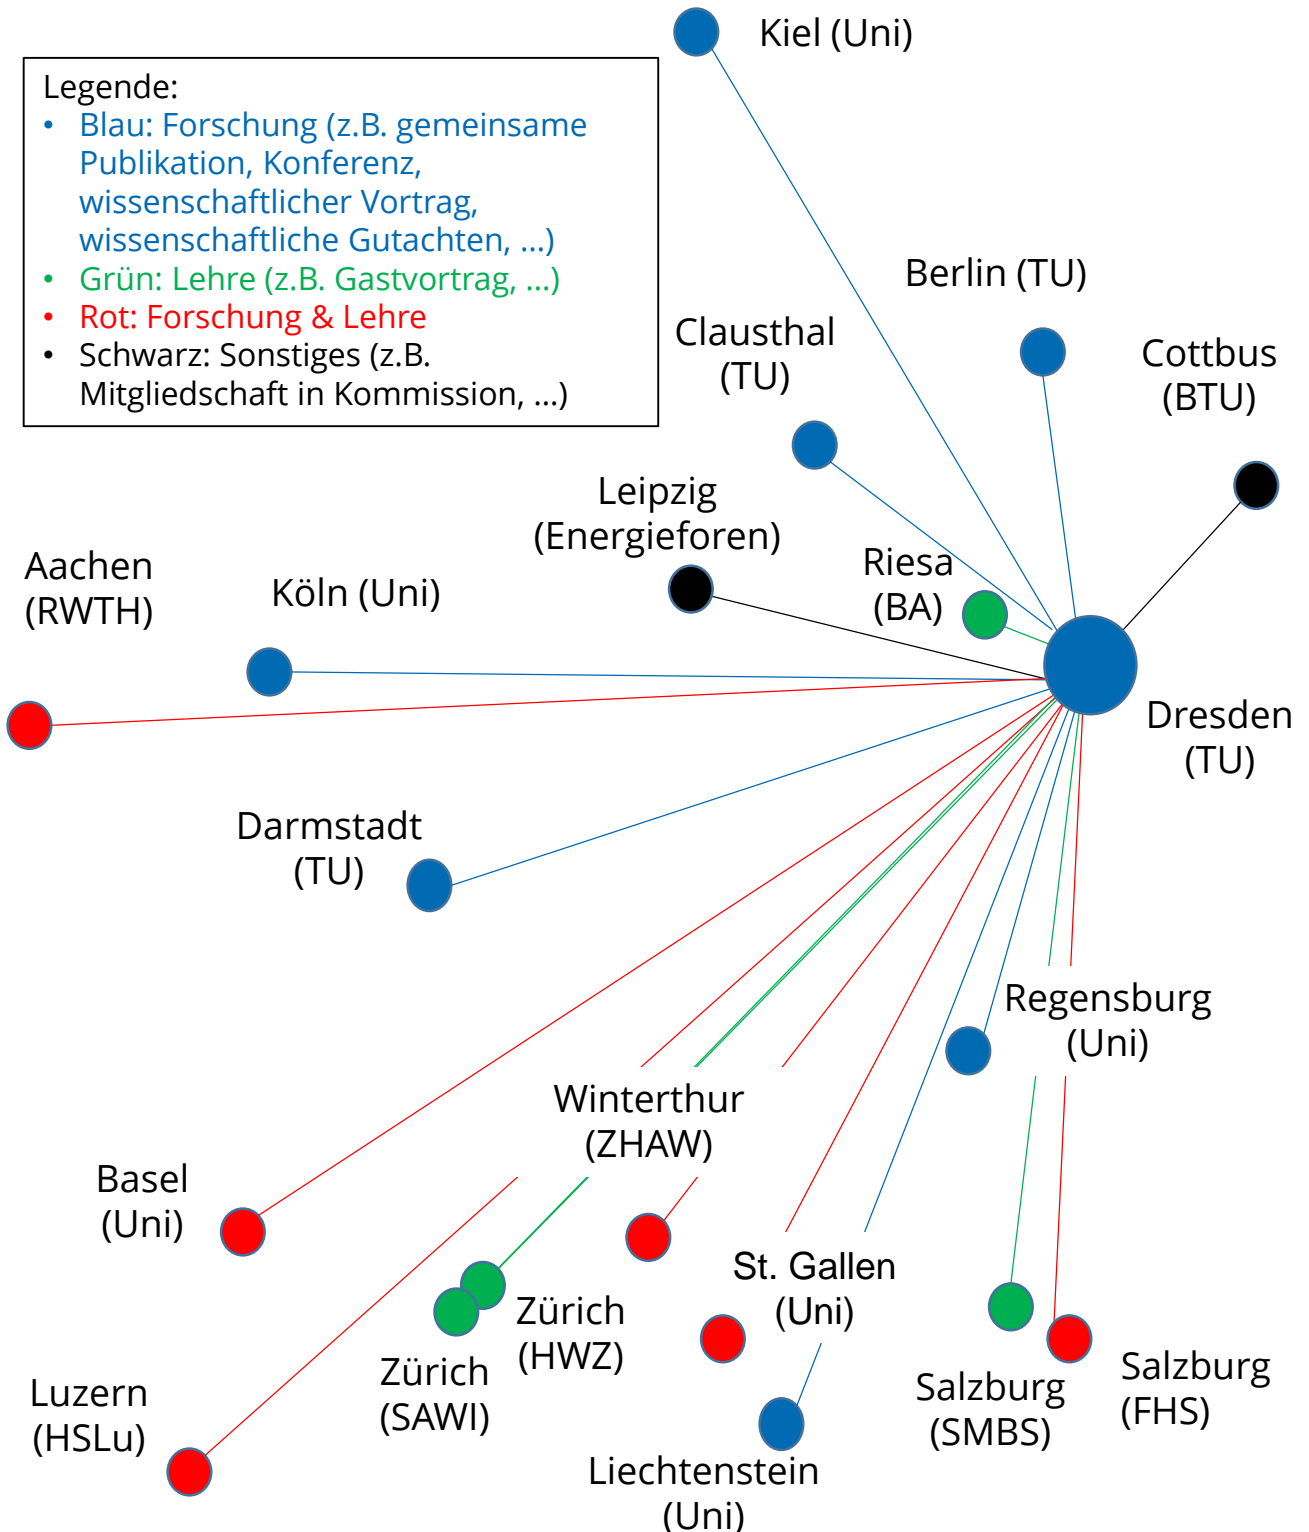 Kiel (Uni)
Legende:
• Blau: Forschung (z.B. gemeinsame
Publikation, Konferenz,
wissenschaftlicher Vortrag,
wissenschaftliche Gutachten, ...)
• Grün: Lehre (z.B. Gastvortrag, ...)
• Rot: Forschung & Lehre
• Schwarz: Sonstiges (z.B.
Mitgliedschaft in Kommission, ...)
Berlin (TU)
Clausthal
(TU)
Cottbus
(BTU)
Leipzig
(Energieforen)
Riesa
(BA)
Aachen
(RWTH)
Köln (Uni)
Dresden
(TU)
Darmstadt
(TU)
Regensburg
(Uni)
Winterthur
(ZHAW)
Basel
(Uni)
St. Gallen
(Uni)
Zürich
(HWZ)
Zürich
(SAWI)
Luzern
(HSLu)
Salzburg
(SMBS)
Salzburg
(FHS)
Liechtenstein
(Uni)